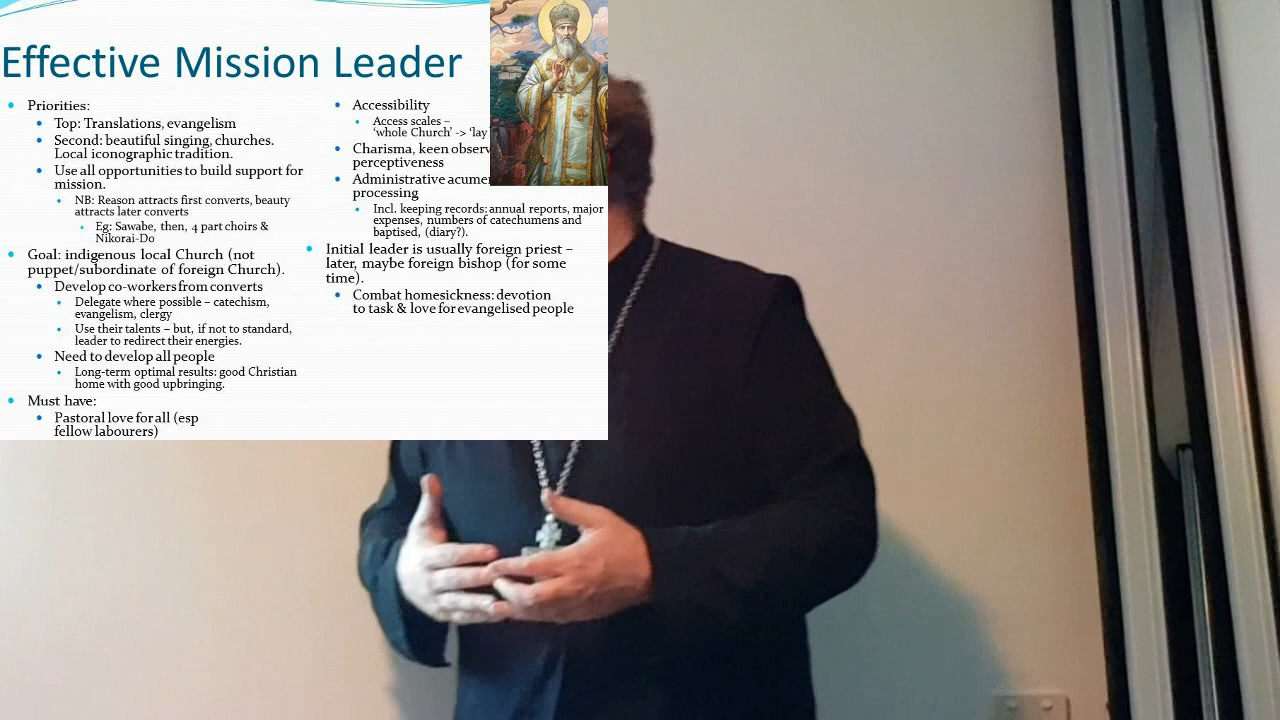 Effective Mission Leader
Priorities:
Top: Translations, evangelism
Second: beautiful singing, churches.
Local iconographic tradition.
Use all opportunities to build support for
mission.
NB: Reason attracts first converts, beauty
attracts later converts
Eg: Sawabe, then, 4 part choirs &
Nikorai-Do
Goal: indigenous local Church (not
puppet/subordinate of foreign Church).
Develop co-workers from converts
Delegate where possible – catechism,
evangelism, clergy
Use their talents – but, if not to standard,
leader to redirect their energies.
Need to develop all people
Long-term optimal results: good Christian
home with good upbringing.
Must have:
Pastoral love for all (esp
fellow labourers)
Accessibility
Access scales –
'whole Church' -> 'lay
Charisma, keen observ
perceptiveness
Administrative acume
processing
Incl. keeping records: annual reports, major
expenses, numbers of catechumens and
baptised, (diary?).
Initial leader is usually foreign priest –
later, maybe foreign bishop (for some
time).
Combat homesickness: devotion
to task & love for evangelised people